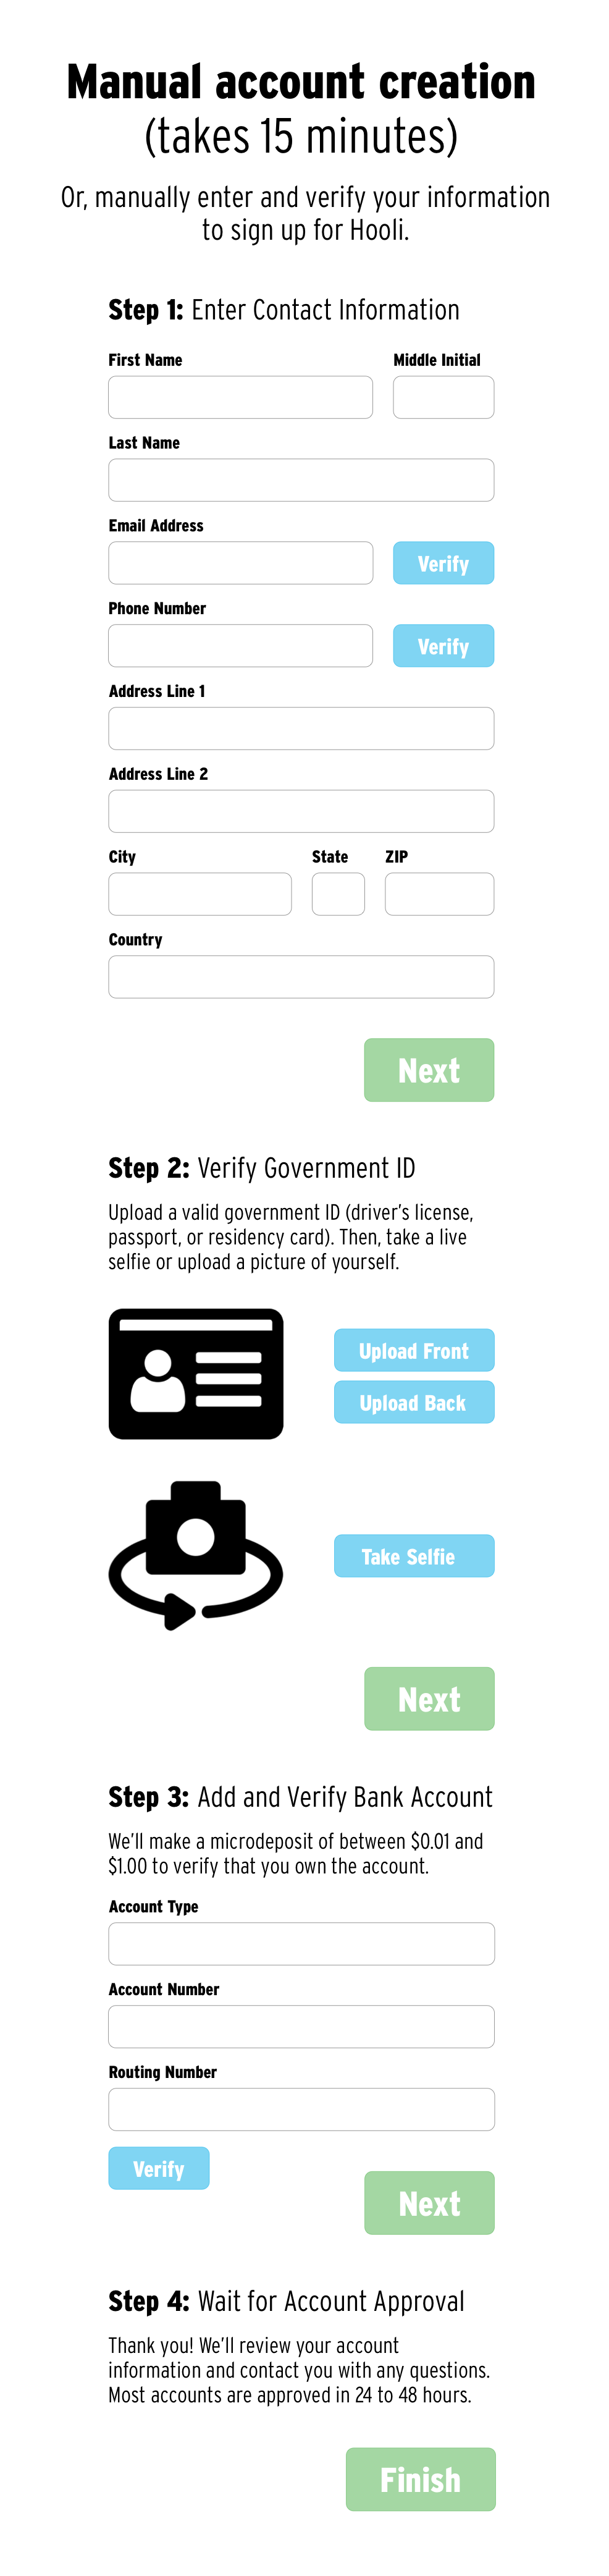 Manual account creation
(takes 15 minutes)
Or, manually enter and verify your information
to sign up for Hooli.
Step 1: Enter Contact Information
First Name Middle Initial
Last Name
Email Address
Verify
Phone Number
Verify
Address Line 1
Address Line 2
City State ZIP
Country
Next
Step 2: Verify Government ID
Upload a valid government ID (driver’s license,
passport, or residency card). Then, take a live
selfie or upload a picture of yourself.
Upload Front
Upload Back
Take Selfie
Next
Step 3: Add and Verify Bank Account
We’ll make a microdeposit of between $0.01 and
$1.00 to verify that you own the account.
Account Type
Account Number
Routing Number
Verify
Next
Step 4: Wait for Account Approval
Thank you! We’ll review your account
information and contact you with any questions.
Most accounts are approved in 24 to 48 hours.
Finish